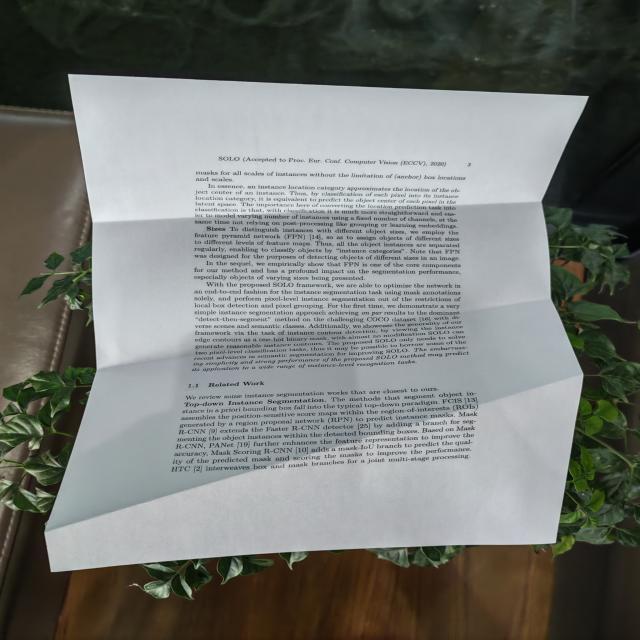 SOLO (Accepted to Proc. Eur. Conf. Computer Vision (ECCV), 2020) 3
masks for all scales of instances without the limitation of (anchor) box locations
and scales.
In essence, an instance location category approximates the location of the ob-
ject center of an instance. Thus, by classification of each pixel into its instance
location category, it is equivalent to predict the object center of each pixel in the
latent space. The importance here of converting the location prediction task into
classification is that, with classification it is much more straightforward and eas-
ier to model varying number of instances using a fixed number of channels, at the
same time not relying on post-processing like grouping or learning embeddings.
Sizes To distinguish instances with different object sizes, we employ the
feature pyramid network (FPN) [14], so as to assign objects of different sizes
to different levels of feature maps. Thus, all the object instances are separated
regularly, enabling to classify objects by "instance categories". Note that FPN
was designed for the purposes of detecting objects of different sizes in an image.
In the sequel, we empirically show that FPN is one of the core components
for our method and has a profound impact on the segmentation performance,
especially objects of varying sizes being presented.
With the proposed SOLO framework, we are able to optimize the network in
an end-to-end fashion for the instance segmentation task using mask annotations
solely, and perform pixel-level instance segmentation out of the restrictions of
local box detection and pixel grouping. For the first time, we demonstrate a very
simple instance segmentation approach achieving on par results to the dominant
"detect-then-segment" method on the challenging COCO dataset [16] with di-
verse scenes and semantic classes. Additionally, we showcase the generality of our
framework via the task of instance contour detection, by viewing the instance
edge contours as a one-hot binary mask, with almost no modification SOLO can
generate reasonable instance contours. The proposed SOLO only needs to solve
two pixel-level classification tasks, thus it may be possible to borrow some of the
recent advances in semantic segmentation for improving SOLO. The embarrass-
ing simplicity and strong performance of the proposed SOLO method may predict
its application to a wide range of instance-level recognition tasks.
1.1 Related Work
We review some instance segmentation works that are closest to ours.
Top-down Instance Segmentation. The methods that segment object in-
stance in a priori bounding box fall into the typical top-down paradigm. FCIS [13]
assembles the position-sensitive score maps within the region-of-interests (ROIs)
generated by a region proposal network (RPN) to predict instance masks. Mask
R-CNN [9] extends the Faster R-CNN detector [25] by adding a branch for seg-
menting the object instances within the detected bounding boxes. Based on Mask
R-CNN, PANet [19] further enhances the feature representation to improve the
accuracy, Mask Scoring R-CNN [10] adds a mask-IoU branch to predict the qual-
ity of the predicted mask and scoring the masks to improve the performance.
HTC [2] interweaves box and mask branches for a joint multi-stage processing.